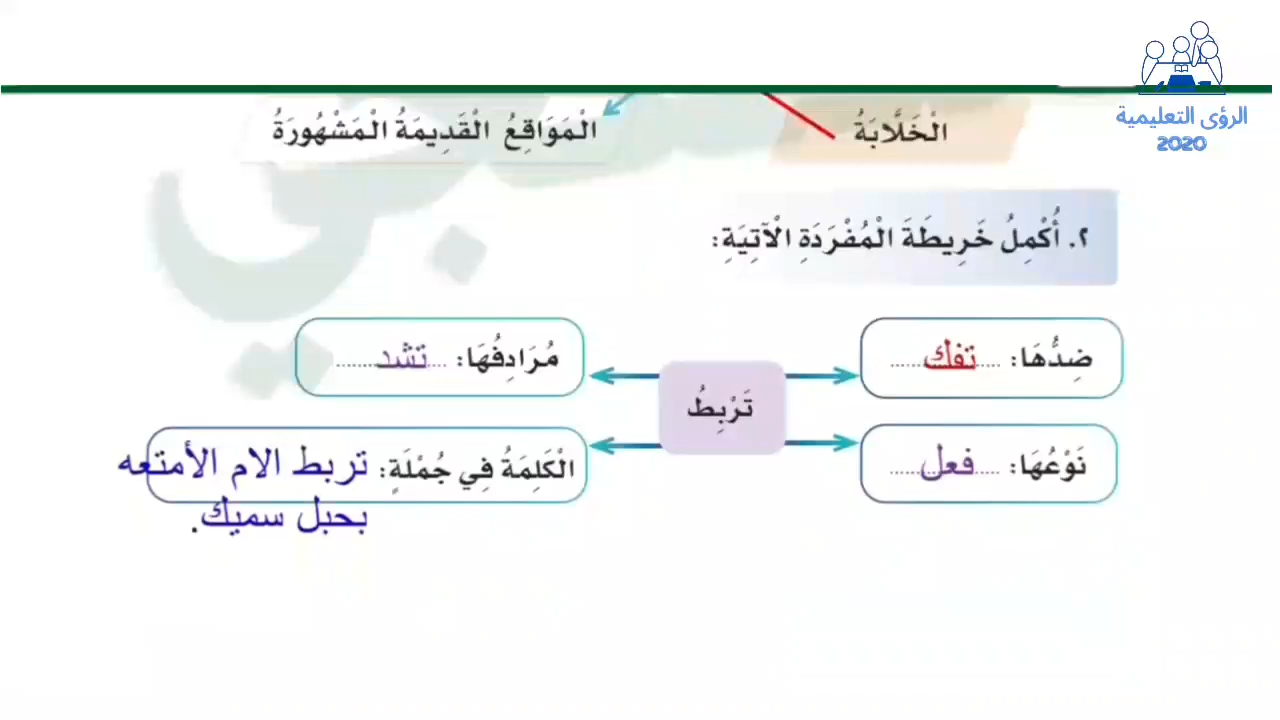 الرؤى التعليمية
2020
الْخَلَّابَةُ
الْمَوَاقِعُ الْقَدِيمَةُ الْمَشْهُورَةُ
٢. أُكْمِلُ خَرِيطَةَ الْمُفْرَدَةِ الْآتِيَةِ:
ضِدُّهَا: تفك
مُرَادِفُهَا: تشد
تَرْبِطُ
نَوْعُهَا: فعل
الْكَلِمَةُ فِي جُمْلَةٍ: تربط الام الأمتعه
بحبل سميك.